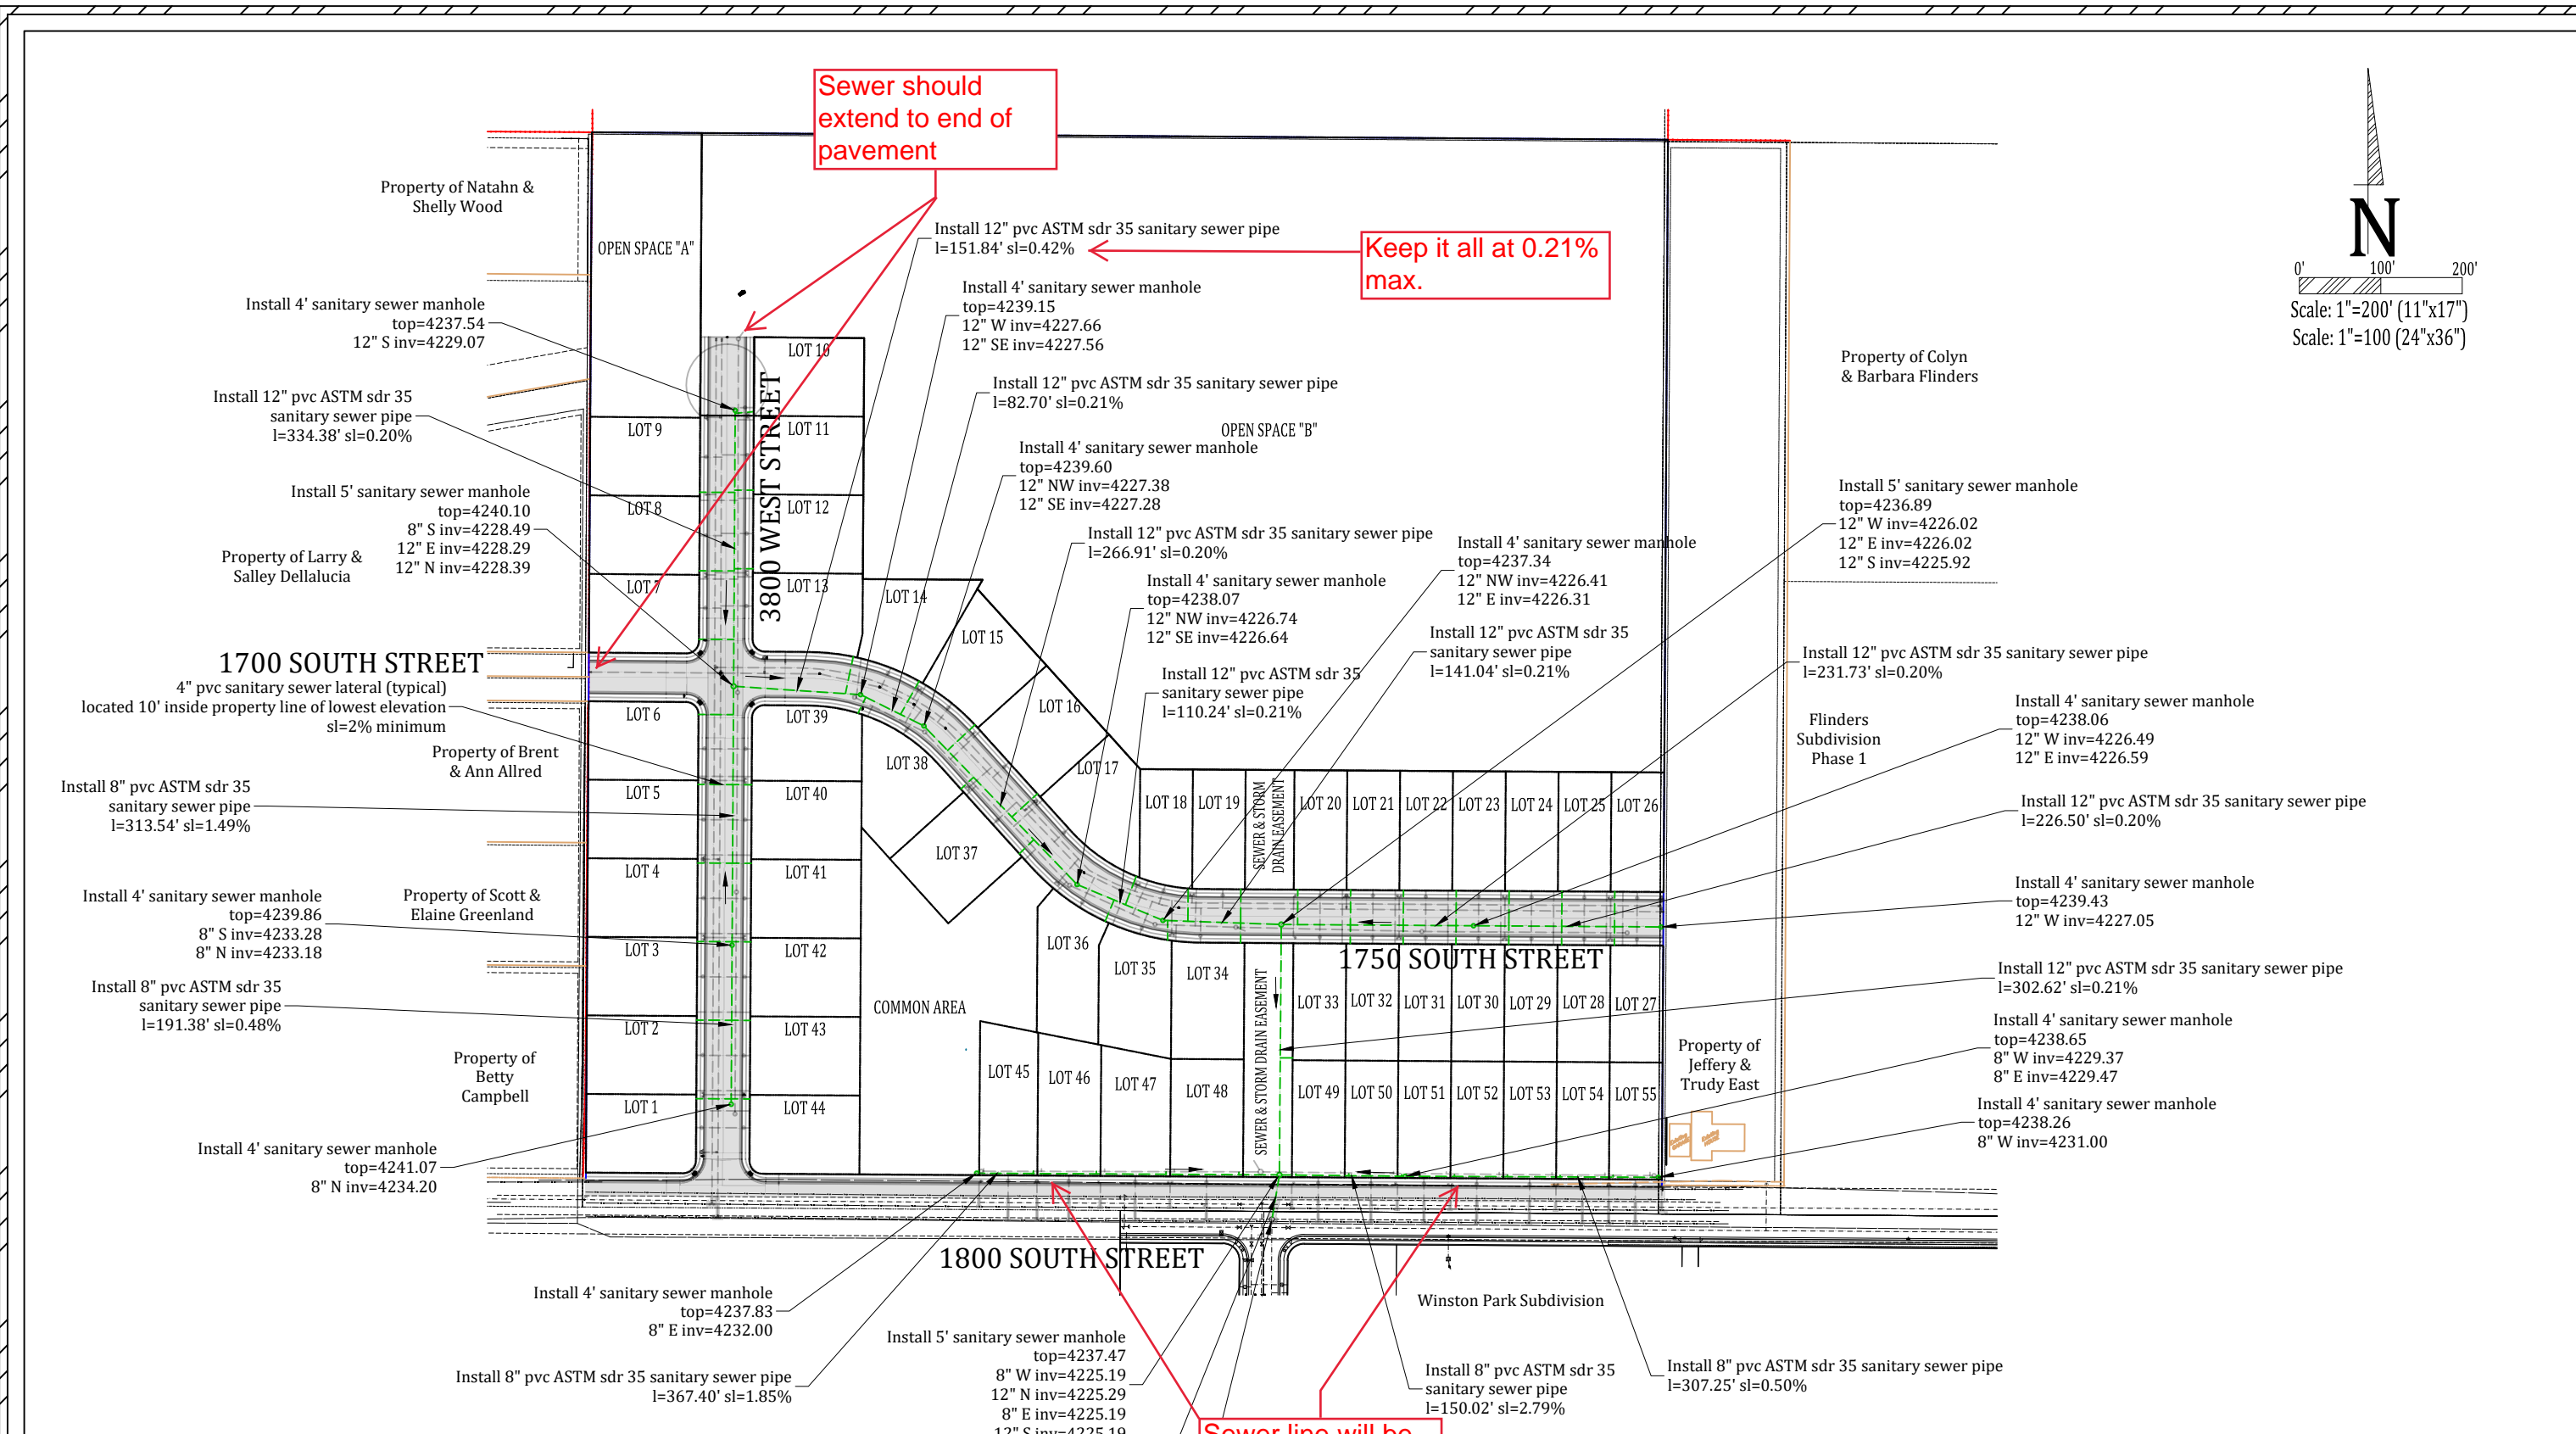 Sewer should
extend to end of
pavement
Property of Natahn &
Shelly Wood
OPEN SPACE "A"
Install 12" pvc ASTM sdr 35 sanitary sewer pipe
l=151.84' sl=0.42%
Keep it all at 0.21%
max.
N
0' 100' 200'
Scale: 1"=200' (11"x17")
Scale: 1"=100 (24"x36")
Install 4' sanitary sewer manhole
top=4237.54
12" S inv=4229.07
Install 4' sanitary sewer manhole
top=4239.15
12" W inv=4227.66
12" SE inv=4227.56
LOT 10
Property of Colyn
& Barbara Flinders
Install 12" pvc ASTM sdr 35
sanitary sewer pipe
l=334.38' sl=0.20%
Install 12" pvc ASTM sdr 35 sanitary sewer pipe
l=82.70' sl=0.21%
3800 WEST STREET
LOT 9
LOT 11
OPEN SPACE "B"
Install 4' sanitary sewer manhole
top=4239.60
12" NW inv=4227.38
12" SE inv=4227.28
Install 5' sanitary sewer manhole
top=4240.10
8" S inv=4228.49
12" E inv=4228.29
12" N inv=4228.39
LOT 8
LOT 12
Install 5' sanitary sewer manhole
top=4236.89
12" W inv=4226.02
12" E inv=4226.02
12" S inv=4225.92
Install 12" pvc ASTM sdr 35 sanitary sewer pipe
l=266.91' sl=0.20%
Install 4' sanitary sewer manhole
top=4237.34
12" NW inv=4226.41
12" E inv=4226.31
Property of Larry &
Salley Dellalucia
LOT 7
LOT 13
LOT 14
Install 4' sanitary sewer manhole
top=4238.07
12" NW inv=4226.74
12" SE inv=4226.64
LOT 15
Install 12" pvc ASTM sdr 35
sanitary sewer pipe
l=141.04' sl=0.21%
Install 12" pvc ASTM sdr 35 sanitary sewer pipe
l=231.73' sl=0.20%
1700 SOUTH STREET
4" pvc sanitary sewer lateral (typical)
located 10' inside property line of lowest elevation
sl=2% minimum
Install 12" pvc ASTM sdr 35
sanitary sewer pipe
l=110.24' sl=0.21%
LOT 6
LOT 39
LOT 16
Flinders
Subdivision
Phase 1
Install 4' sanitary sewer manhole
top=4238.06
12" W inv=4226.49
12" E inv=4226.59
Property of Brent
& Ann Allred
LOT 38
LOT 17
Install 8" pvc ASTM sdr 35
sanitary sewer pipe
l=313.54' sl=1.49%
LOT 5
LOT 40
LOT 18
LOT 19
SEWER & STORM
DRAIN EASEMENT
LOT 20
LOT 21
LOT 22
LOT 23
LOT 24
LOT 25
LOT 26
Install 12" pvc ASTM sdr 35 sanitary sewer pipe
l=226.50' sl=0.20%
LOT 37
LOT 4
LOT 41
Install 4' sanitary sewer manhole
top=4239.86
8" S inv=4233.28
8" N inv=4233.18
Property of Scott &
Elaine Greenland
Install 4' sanitary sewer manhole
top=4239.43
12" W inv=4227.05
LOT 3
LOT 42
LOT 36
LOT 35
LOT 34
1750 SOUTH STREET
Install 8" pvc ASTM sdr 35
sanitary sewer pipe
l=191.38' sl=0.48%
COMMON AREA
SEWER & STORM DRAIN EASEMENT
LOT 33
LOT 32
LOT 31
LOT 30
LOT 29
LOT 28
LOT 27
Install 12" pvc ASTM sdr 35 sanitary sewer pipe
l=302.62' sl=0.21%
LOT 2
LOT 43
Install 4' sanitary sewer manhole
top=4238.65
8" W inv=4229.37
8" E inv=4229.47
Property of
Betty
Campbell
Property of
Jeffery &
Trudy East
LOT 45
LOT 46
LOT 47
LOT 48
LOT 49
LOT 50
LOT 51
LOT 52
LOT 53
LOT 54
LOT 55
LOT 1
LOT 44
Install 4' sanitary sewer manhole
top=4238.26
8" W inv=4231.00
Install 4' sanitary sewer manhole
top=4241.07
8" N inv=4234.20
1800 SOUTH STREET
Install 4' sanitary sewer manhole
top=4237.83
8" E inv=4232.00
Winston Park Subdivision
Install 5' sanitary sewer manhole
top=4237.47
8" W inv=4225.19
12" N inv=4225.29
8" E inv=4225.19
12" S inv=4225.19
Install 8" pvc ASTM sdr 35 sanitary sewer pipe
l=367.40' sl=1.85%
Install 8" pvc ASTM sdr 35
sanitary sewer pipe
l=150.02' sl=2.79%
Install 8" pvc ASTM sdr 35 sanitary sewer pipe
l=307.25' sl=0.50%
Sewer line will be